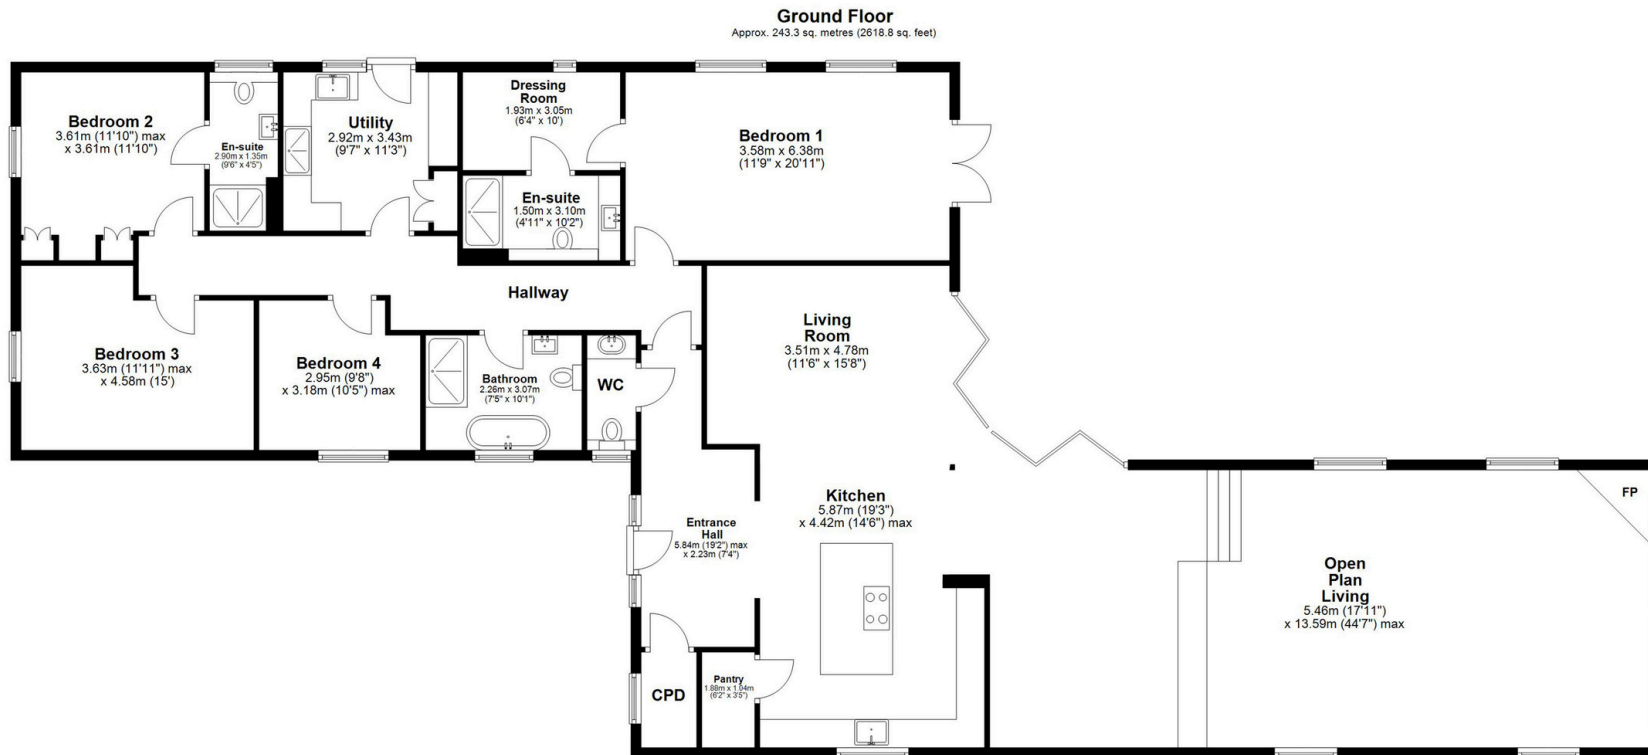 Ground Floor
Approx. 243.3 sq. metres (2618.8 sq. feet)
Bedroom 2
3.61m (11'10") max
x 3.61m (11'10")
En-suite
2.90m x 1.35m
(9'6" x 4'5")
Utility
2.92m x 3.43m
(9'7" x 11'3")
Dressing
Room
1.93m x 3.05m
(6'4" x 10')
En-suite
1.50m x 3.10m
(4'11" x 10'2")
Bedroom 1
3.58m x 6.38m
(11'9" x 20'11")
Hallway
Bedroom 3
3.63m (11'11") max
x 4.58m (15')
Bedroom 4
2.95m (9'8")
x 3.18m (10'5") max
Bathroom
2.26m x 3.07m
(7'5" x 10'1")
WC
Living
Room
3.51m x 4.78m
(11'6" x 15'8")
Entrance
Hall
5.84m (19'2") max
x 2.23m (7'4")
Kitchen
5.87m (19'3")
x 4.42m (14'6") max
FP
Open
Plan
Living
5.46m (17'11")
x 13.59m (44'7") max
CPD
Pantry
1.88m x 1.04m
(6'2" x 3'5")